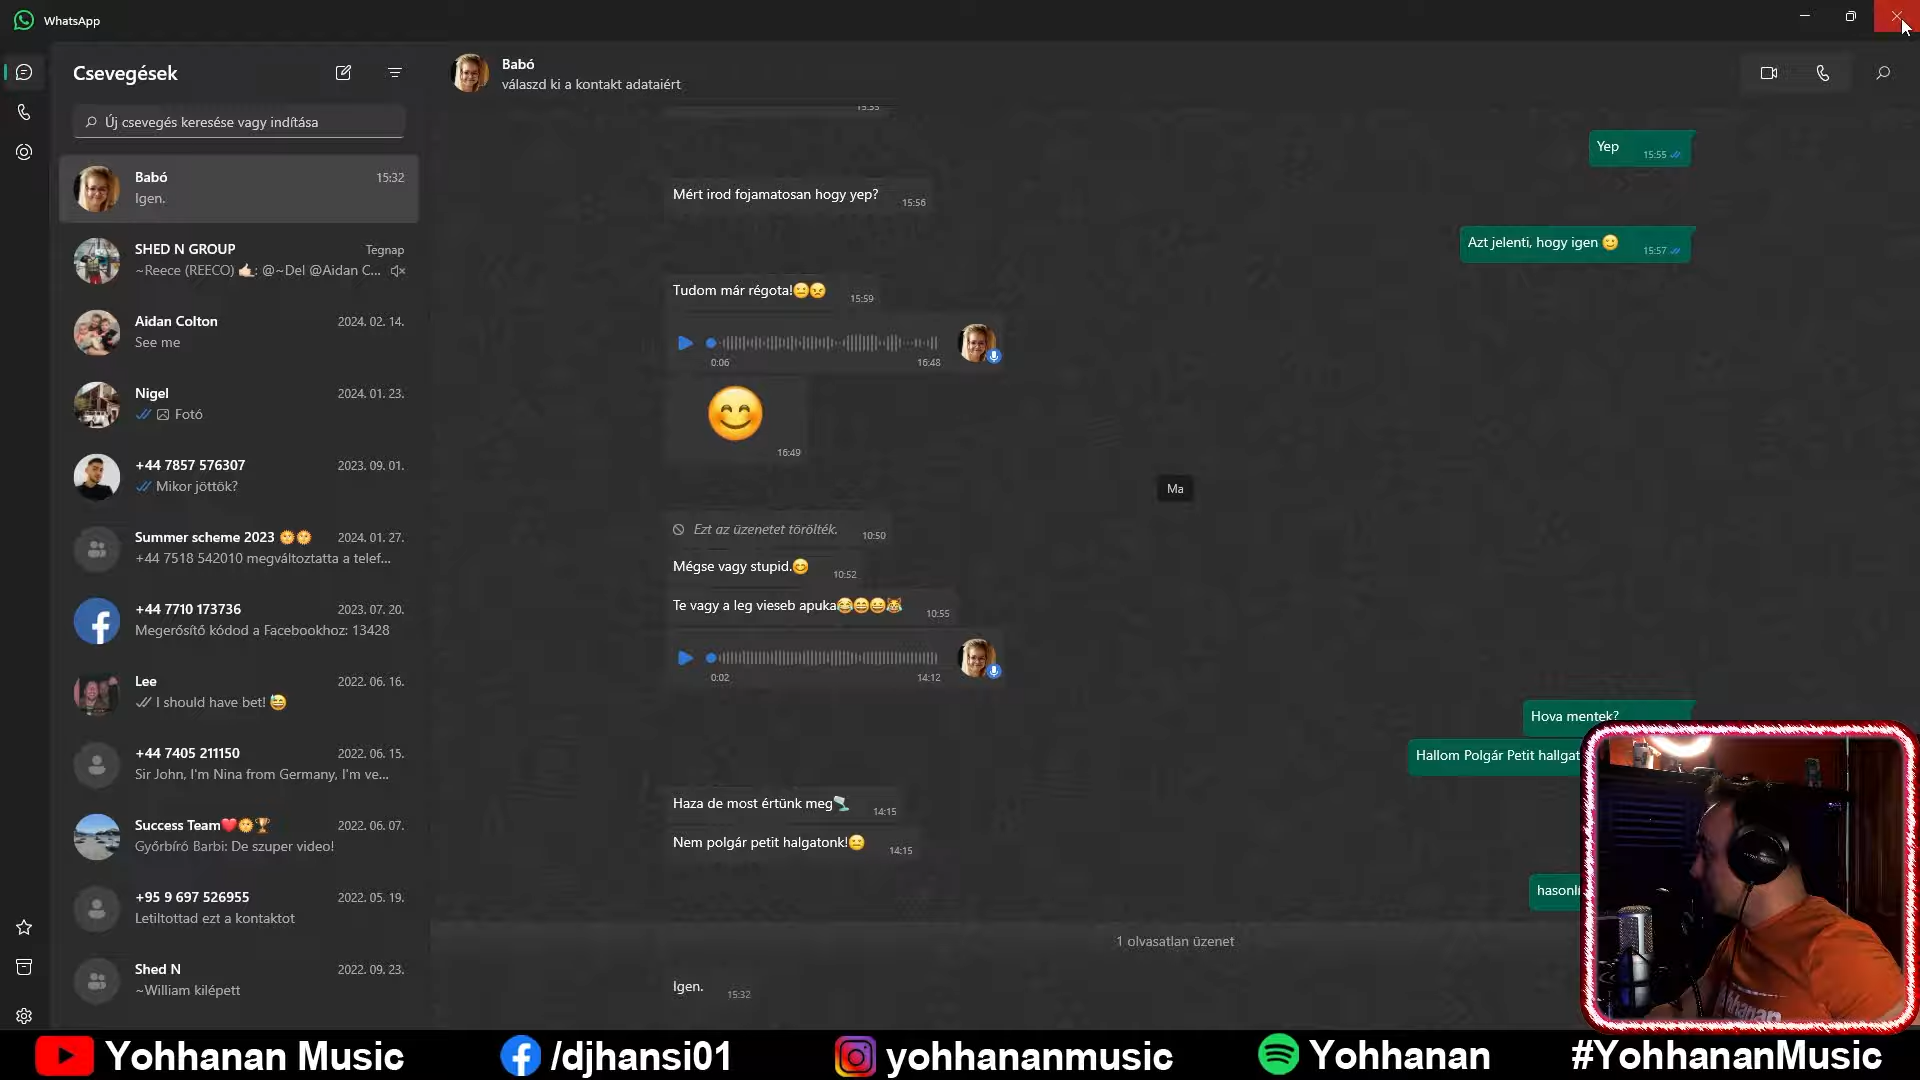 WhatsApp
Csevegések
Új csevegés keresése vagy indítása
Babó
15:32
Igen.
SHED N GROUP
Tegnap
~Reece (REECO) 🤙🏻: @~Del @Aidan C...
Aidan Colton
2024. 02. 14.
See me
Nigel
2024. 01. 23.
Fotó
+44 7857 576307
2023. 09. 01.
Mikor jöttök?
Summer scheme 2023 🌞🌞
2024. 01. 27.
+44 7518 542010 megváltoztatta a telef...
+44 7710 173736
2023. 07. 20.
Megerősítő kódod a Facebookhoz: 13428
Lee
2022. 06. 16.
I should have bet! 😅
+44 7405 211150
2022. 06. 15.
Sir John, I'm Nina from Germany, I'm ve...
Success Team❤️🌞🏆
2022. 06. 07.
Győrbíró Barbi: De szuper video!
+95 9 697 526955
2022. 05. 19.
Letiltottad ezt a kontaktot
Shed N
2022. 09. 23.
~William kilépett
Babó
válaszd ki a kontakt adataiért
15:35
Yep
15:55
Mért irod fojamatosan hogy yep?
15:56
Azt jelenti, hogy igen 🙂
15:57
Tudom már régota!😐😠
15:59
0:06
16:48
😊
16:49
Ma
Ezt az üzenetet törölték.
10:50
Mégse vagy stupid.😊
10:52
Te vagy a leg vieseb apuka😂😄😄😹
10:55
0:02
14:12
Hova mentek?
Hallom Polgár Petit hallgat
Haza de most értünk meg
14:15
Nem polgár petit halgatonk!😐
14:15
hasonl
1 olvasatlan üzenet
Igen.
15:32
Yohhanan Music
/djhansi01
yohhananmusic
Yohhanan
#YohhananMusic